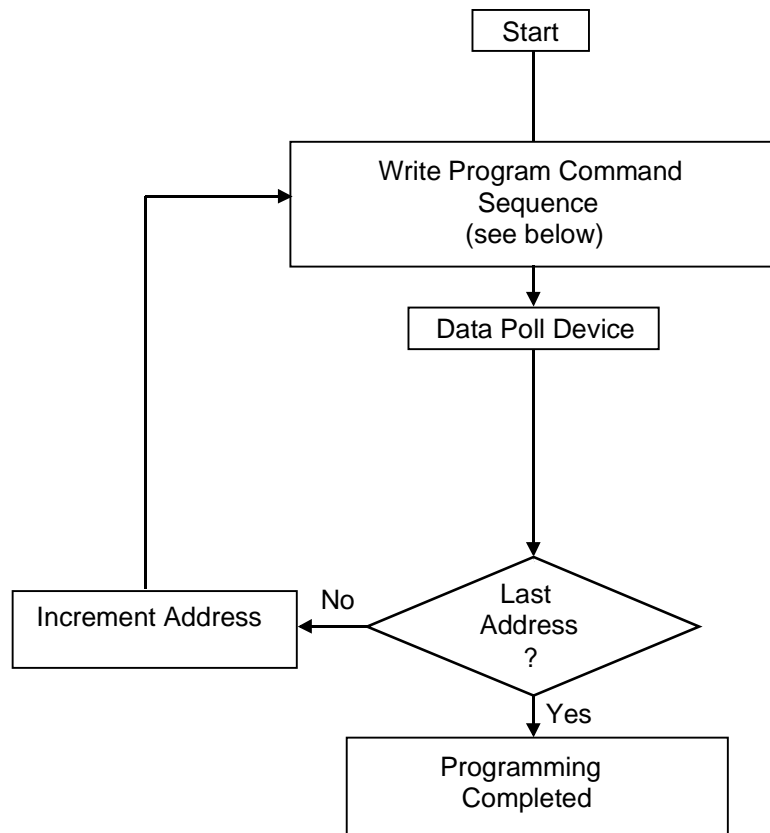 Start
Write Program Command
Sequence
(see below)
Data Poll Device
Increment Address
No
Last
Address
?
Yes
Programming
Completed